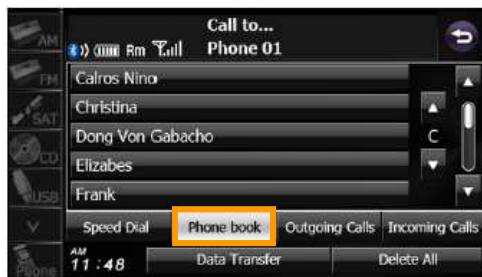 Call to...
Rm Phone 01
AM
FM
SAT
CD
USB
Phone
Calros Nino
Christina
Dong Von Gabacho
C
Elizabes
Frank
Speed Dial Phone book Outgoing Calls Incoming Calls
AM
11:48 Data Transfer Delete All